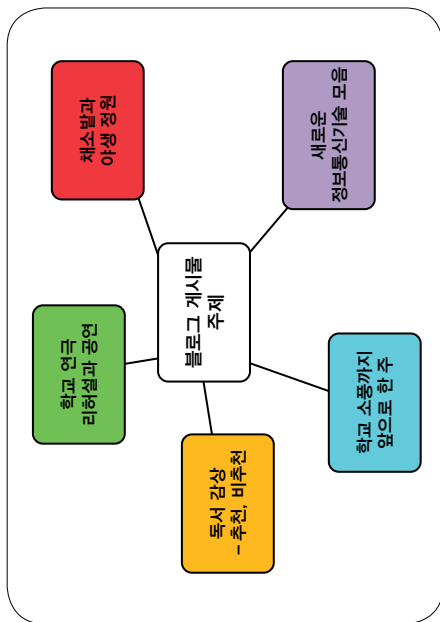 블로그 게시물
주제
학교 연극
리허설과 공연
채소밭과
야생 정원
독서 감상
– 추천, 비추천
학교 소풍까지
앞으로 한 주
새로운
정보통신기술 모음